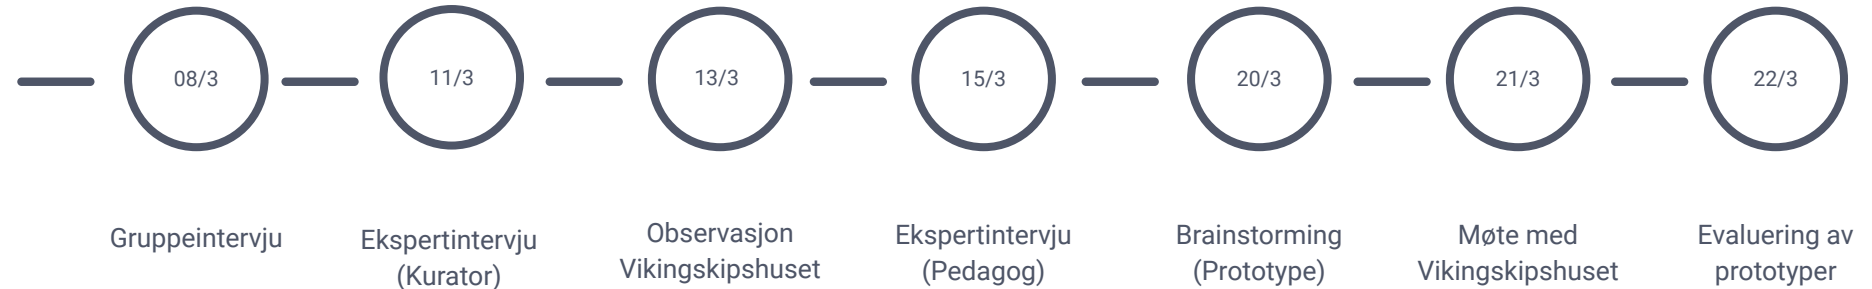 08/3
11/3
13/3
15/3
20/3
21/3
22/3
Gruppeintervju
Ekspertintervju
(Kurator)
Observasjon
Vikingskipshuset
Ekspertintervju
(Pedagog)
Brainstorming
(Prototype)
Møte med
Vikingskipshuset
Evaluering av
prototyper